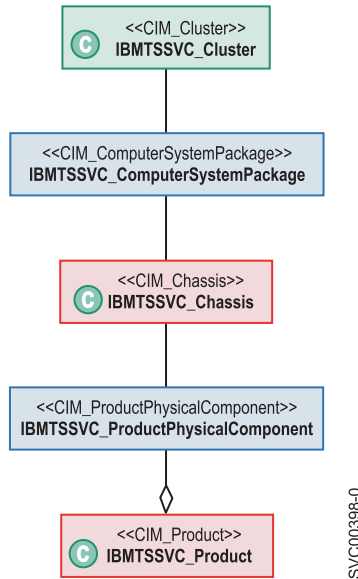 <<CIM_Cluster>>
C
IBMTSSVC_Cluster
<<CIM_ComputerSystemPackage>>
IBMTSSVC_ComputerSystemPackage
<<CIM_Chassis>>
C
IBMTSSVC_Chassis
<<CIM_ProductPhysicalComponent>>
IBMTSSVC_ProductPhysicalComponent
<<CIM_Product>>
C
IBMTSSVC_Product
SVC00398-0